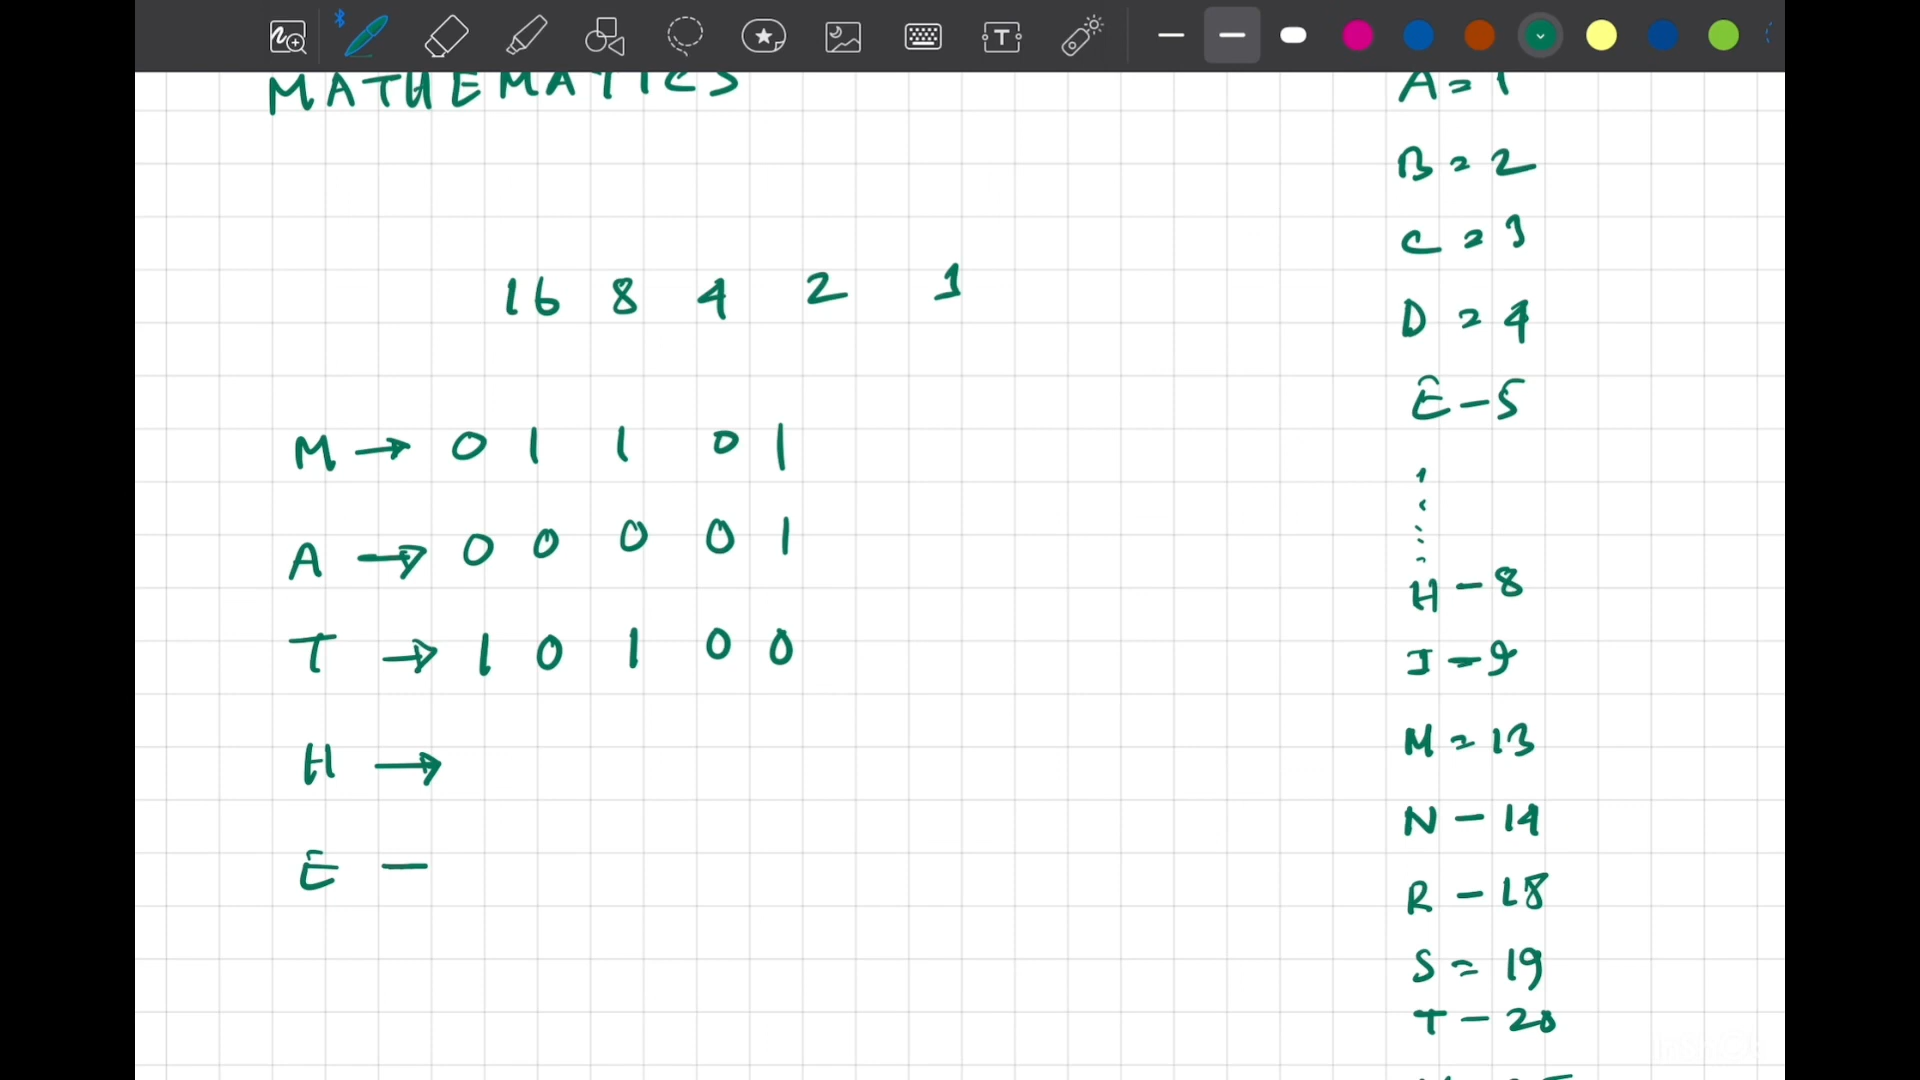 MATHEMATICS
16 8 4 2 1
M → 0 1 1 0 1
A → 0 0 0 0 1
T → 1 0 1 0 0
H →
E —
A = 1
B = 2
C = 3
D = 4
E - 5
H - 8
I - 9
M = 13
N - 14
R - 18
S = 19
T - 20